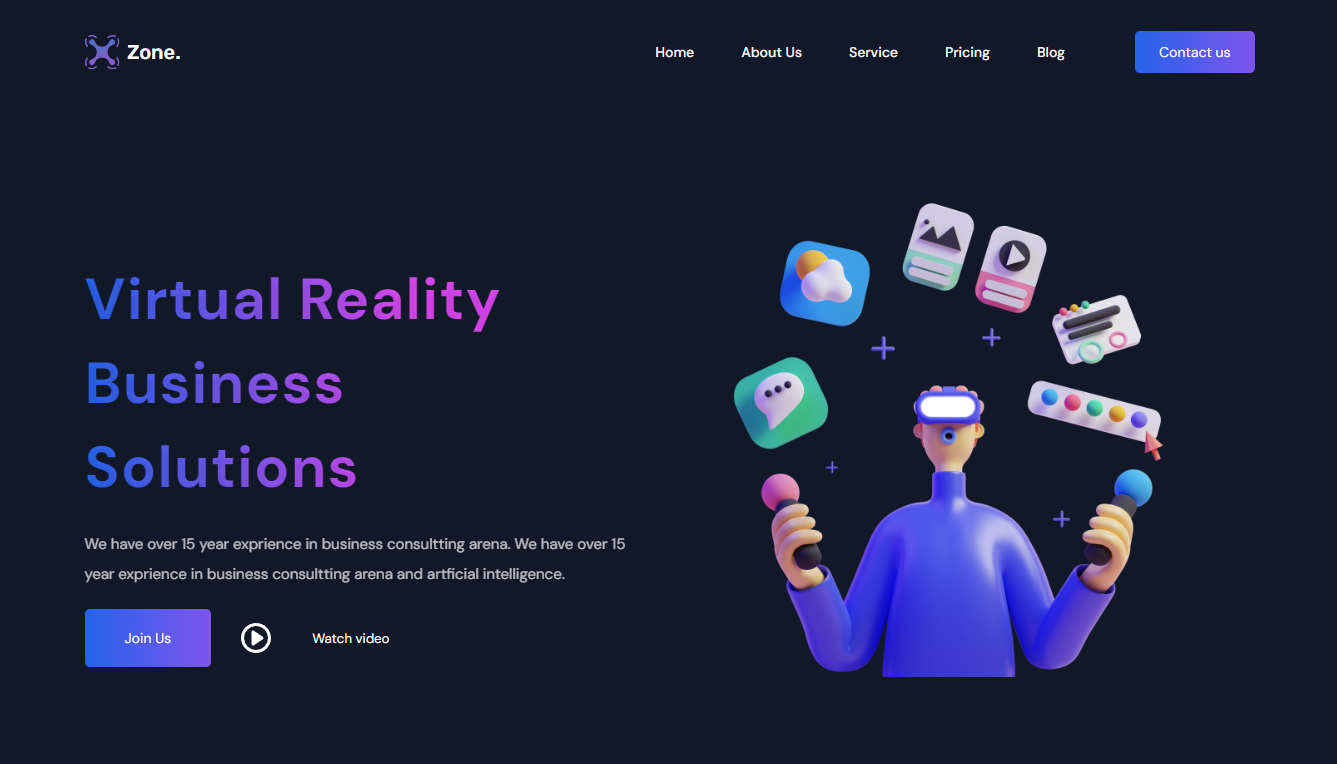 Zone.
Home About Us Service Pricing Blog Contact us
Virtual Reality
Business
Solutions
We have over 15 year exprience in business consultting arena. We have over 15
year exprience in business consultting arena and artficial intelligence.
Join Us Watch video